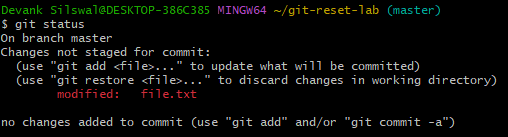 Devank Silswal@DESKTOP-386C385 MINGW64 ~/git-reset-lab (master)
$ git status
On branch master
Changes not staged for commit:
  (use "git add <file>..." to update what will be committed)
  (use "git restore <file>..." to discard changes in working directory)
        modified:   file.txt

no changes added to commit (use "git add" and/or "git commit -a")